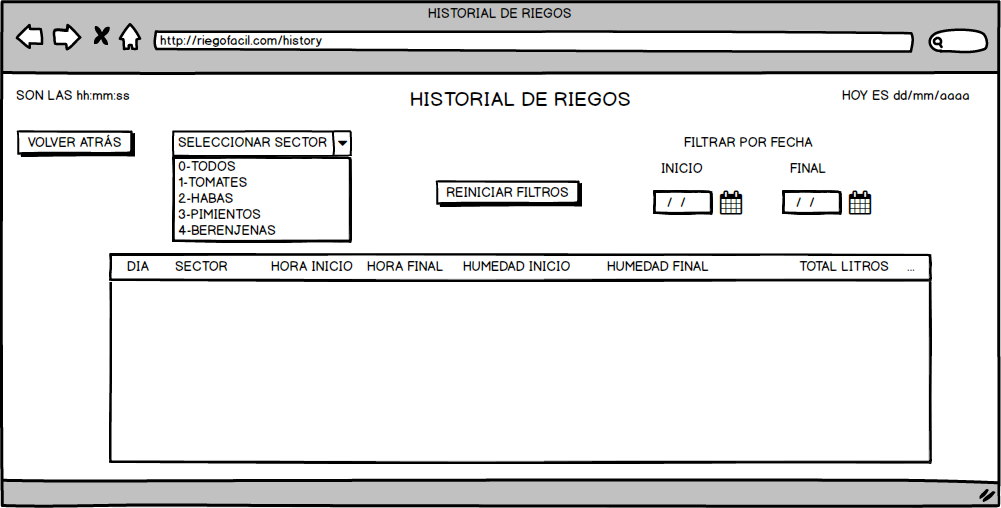 HISTORIAL DE RIEGOS
http://riegofacil.com/history
SON LAS hh:mm:ss
HISTORIAL DE RIEGOS
HOY ES dd/mm/aaaa
VOLVER ATRÁS
SELECCIONAR SECTOR
0-TODOS
1-TOMATES
2-HABAS
3-PIMIENTOS
4-BERENJENAS
REINICIAR FILTROS
FILTRAR POR FECHA
INICIO
FINAL
/ /
/ /
DIA SECTOR HORA INICIO HORA FINAL HUMEDAD INICIO HUMEDAD FINAL TOTAL LITROS ...